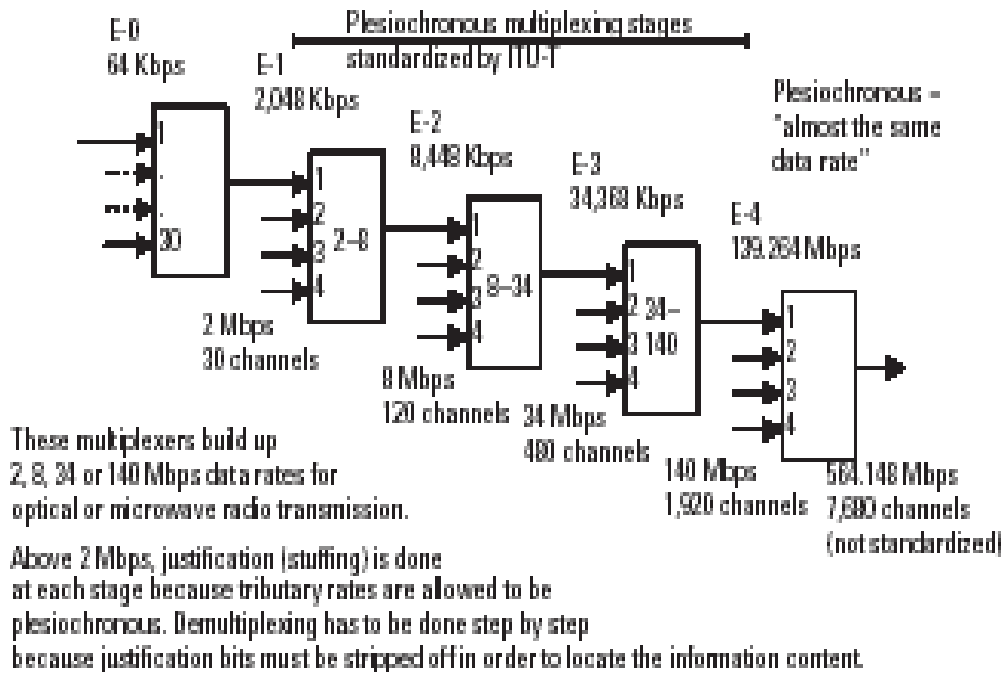 Plesiochronous multiplexing stages
standardized by ITU-T
E-0
64 Kbps
E-1
2,048 Kbps
E-2
8,448 Kbps
E-3
34,368 Kbps
E-4
139.264 Mbps
Plesiochronous –
"almost the same
data rate"
1
.
.
30
1
2
3
4
2–8
1
2
3
4
8–34
1
2
3
4
34–
140
1
2
3
4
2 Mbps
30 channels
8 Mbps
120 channels
34 Mbps
480 channels
140 Mbps
1,920 channels
564.148 Mbps
7,680 channels
(not standardized)
These multiplexers build up
2, 8, 34 or 140 Mbps data rates for
optical or microwave radio transmission.
Above 2 Mbps, justification (stuffing) is done
at each stage because tributary rates are allowed to be
plesiochronous. Demultiplexing has to be done step by step
because justification bits must be stripped off in order to locate the information content.